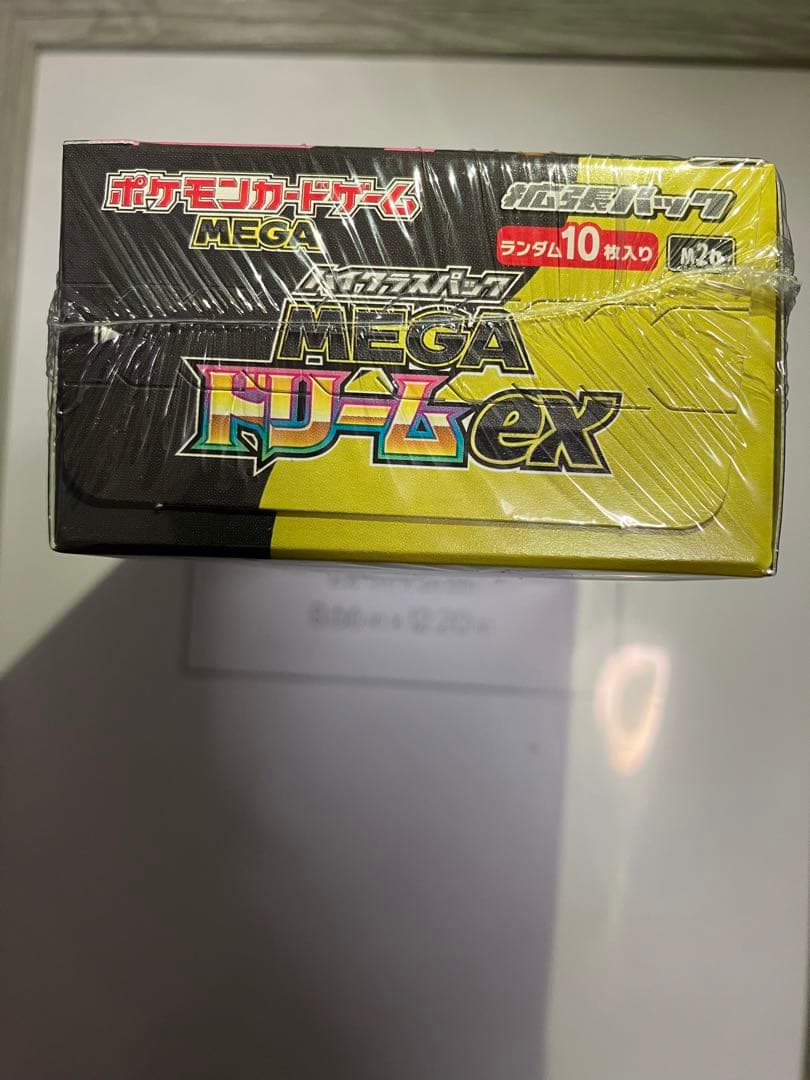 ポケモンカードゲーム
MEGA
拡張パック
ランダム10枚入り
M2a
ハイクラスパック
MEGA
ドリームex